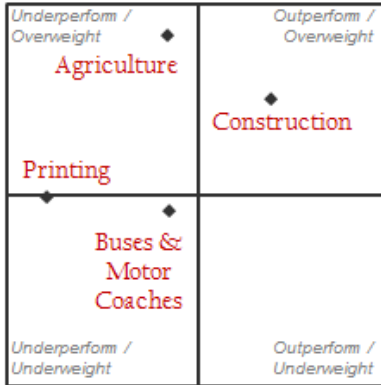 Underperform /
Overweight
Outperform /
Overweight
Agriculture
Construction
Printing
Buses &
Motor
Coaches
Underperform /
Underweight
Outperform /
Underweight